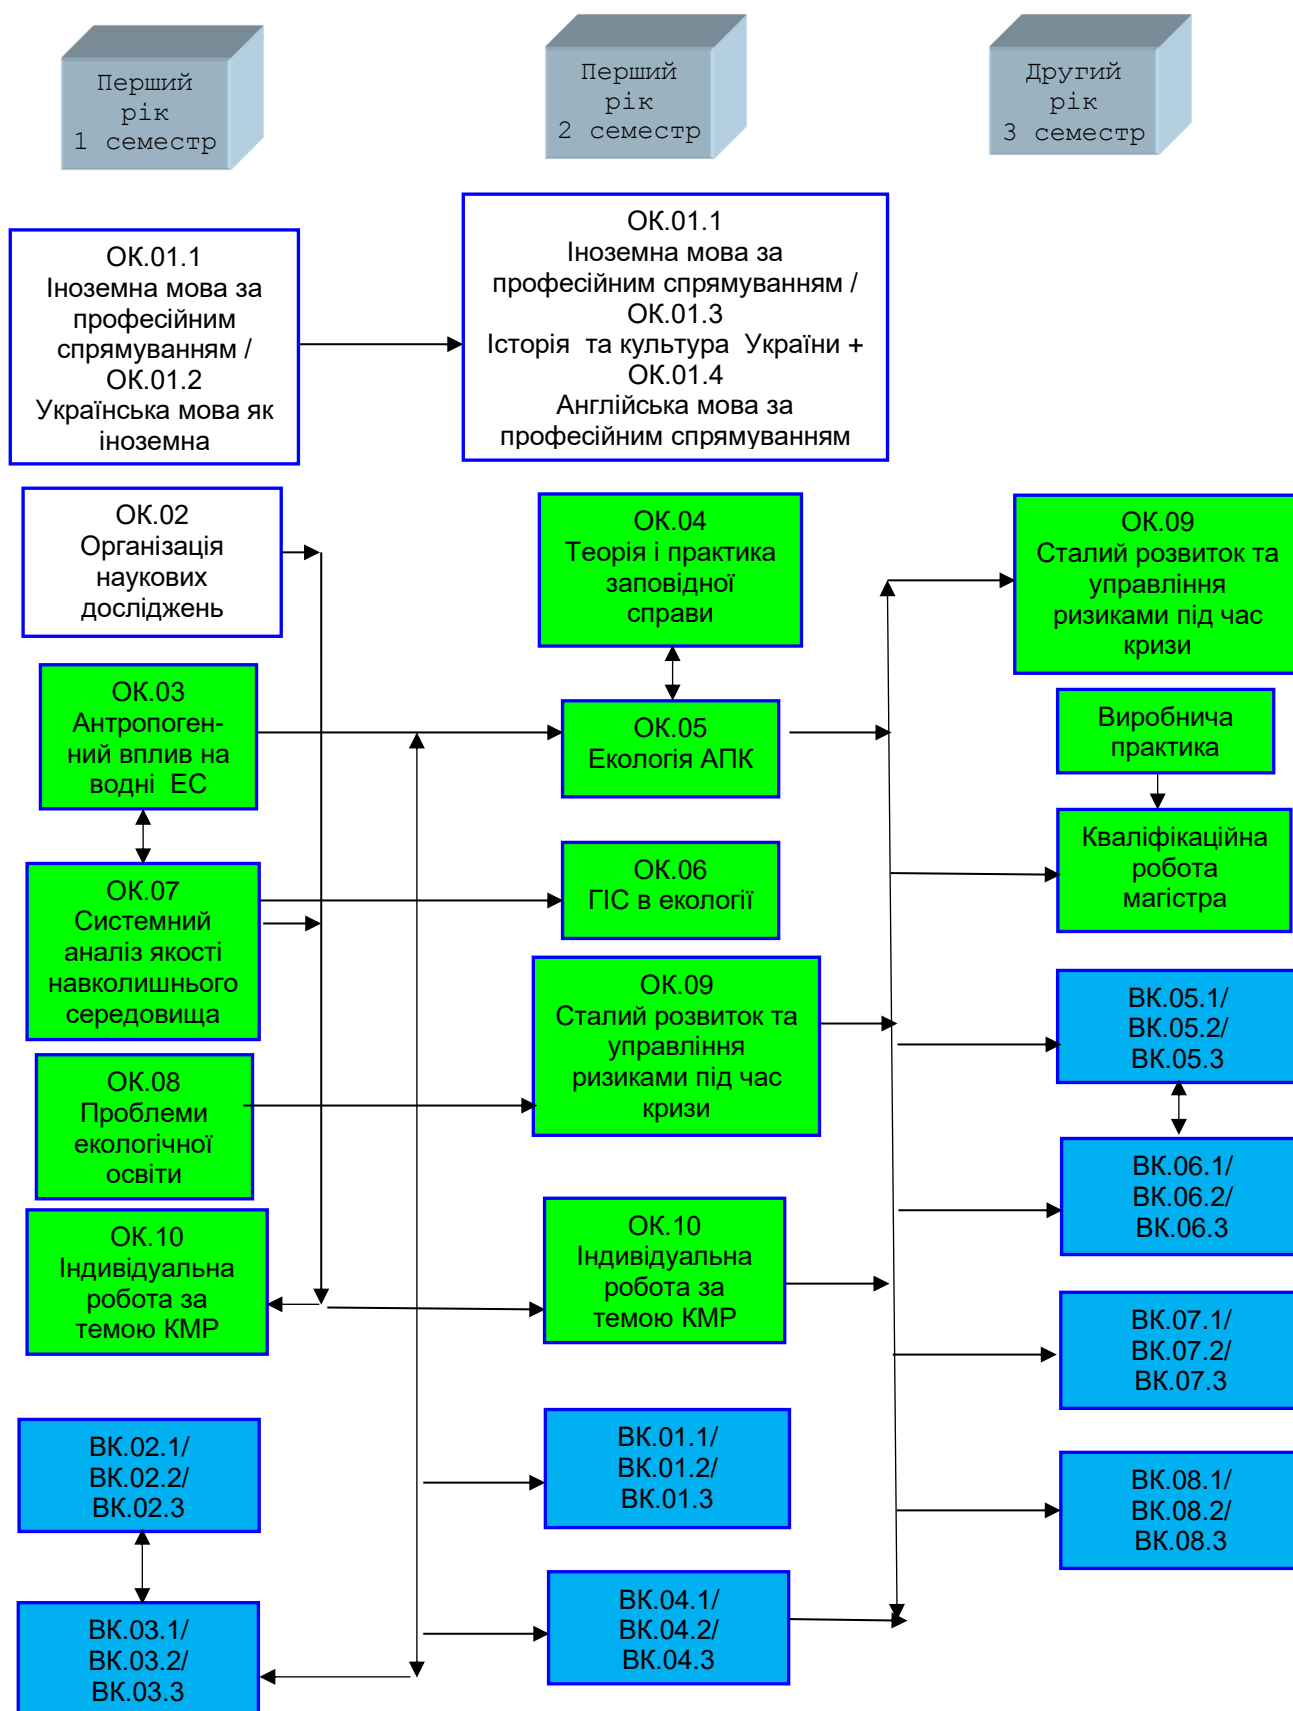 Перший
рік
1 семестр
Перший
рік
2 семестр
Другий
рік
3 семестр
ОК.01.1
Іноземна мова за
професійним
спрямуванням /
ОК.01.2
Українська мова як
іноземна
ОК.01.1
Іноземна мова за
професійним спрямуванням /
ОК.01.3
Історія та культура України +
ОК.01.4
Англійська мова за
професійним спрямуванням
ОК.02
Організація
наукових
досліджень
ОК.04
Теорія і практика
заповідної
справи
ОК.09
Сталий розвиток та
управління
ризиками під час
кризи
ОК.03
Антропоген-
ний вплив на
водні ЕС
ОК.05
Екологія АПК
Виробнича
практика
ОК.07
Системний
аналіз якості
навколишнього
середовища
ОК.06
ГІС в екології
Кваліфікаційна
робота
магістра
ОК.09
Сталий розвиток та
управління
ризиками під час
кризи
ВК.05.1/
ВК.05.2/
ВК.05.3
ОК.08
Проблеми
екологічної
освіти
ВК.06.1/
ВК.06.2/
ВК.06.3
ОК.10
Індивідуальна
робота за
темою КМР
ОК.10
Індивідуальна
робота за
темою КМР
ВК.07.1/
ВК.07.2/
ВК.07.3
ВК.02.1/
ВК.02.2/
ВК.02.3
ВК.01.1/
ВК.01.2/
ВК.01.3
ВК.08.1/
ВК.08.2/
ВК.08.3
ВК.03.1/
ВК.03.2/
ВК.03.3
ВК.04.1/
ВК.04.2/
ВК.04.3